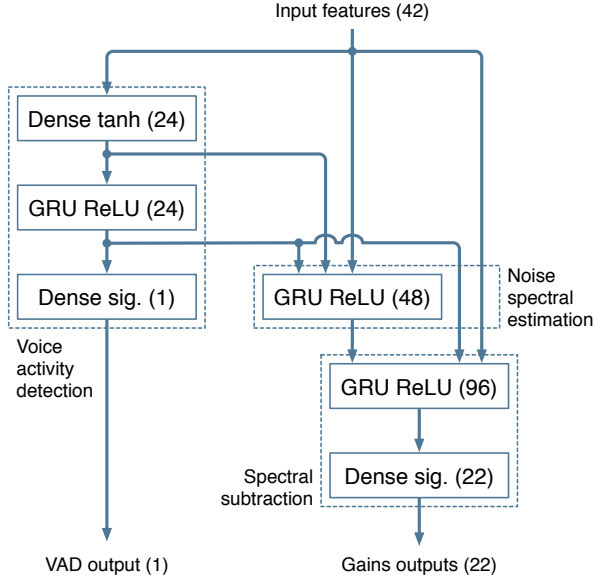 Input features (42)
Dense tanh (24)
GRU ReLU (24)
Dense sig. (1)
GRU ReLU (48)
Noise
spectral
estimation
Voice
activity
detection
GRU ReLU (96)
Dense sig. (22)
Spectral
subtraction
VAD output (1)
Gains outputs (22)